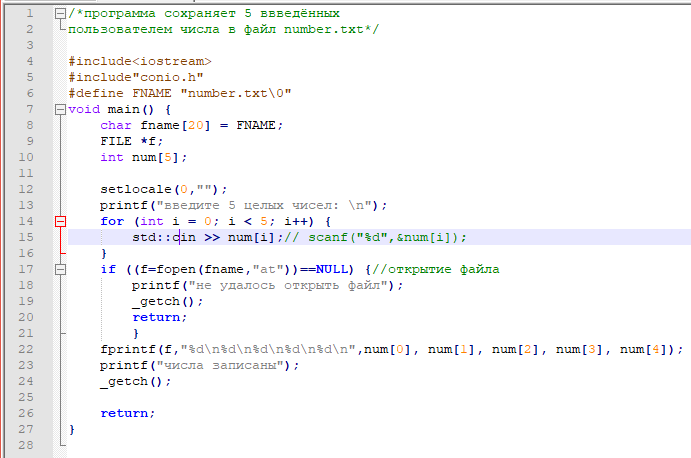 1 /*программа сохраняет 5 ввведённых
2 пользователем числа в файл number.txt*/
3
4 #include<iostream>
5 #include"conio.h"
6 #define FNAME "number.txt\0"
7 void main() {
8 char fname[20] = FNAME;
9 FILE *f;
10 int num[5];
11
12 setlocale(0,"");
13 printf("введите 5 целых чисел: \n");
14 for (int i = 0; i < 5; i++) {
15 std::cin >> num[i];// scanf("%d",&num[i]);
16 }
17 if ((f=fopen(fname,"at"))==NULL) {//открытие файла
18 printf("не удалось открыть файл");
19 _getch();
20 return;
21 }
22 fprintf(f,"%d\n%d\n%d\n%d\n%d\n",num[0], num[1], num[2], num[3], num[4]);
23 printf("числа записаны");
24 _getch();
25
26 return;
27 }
28